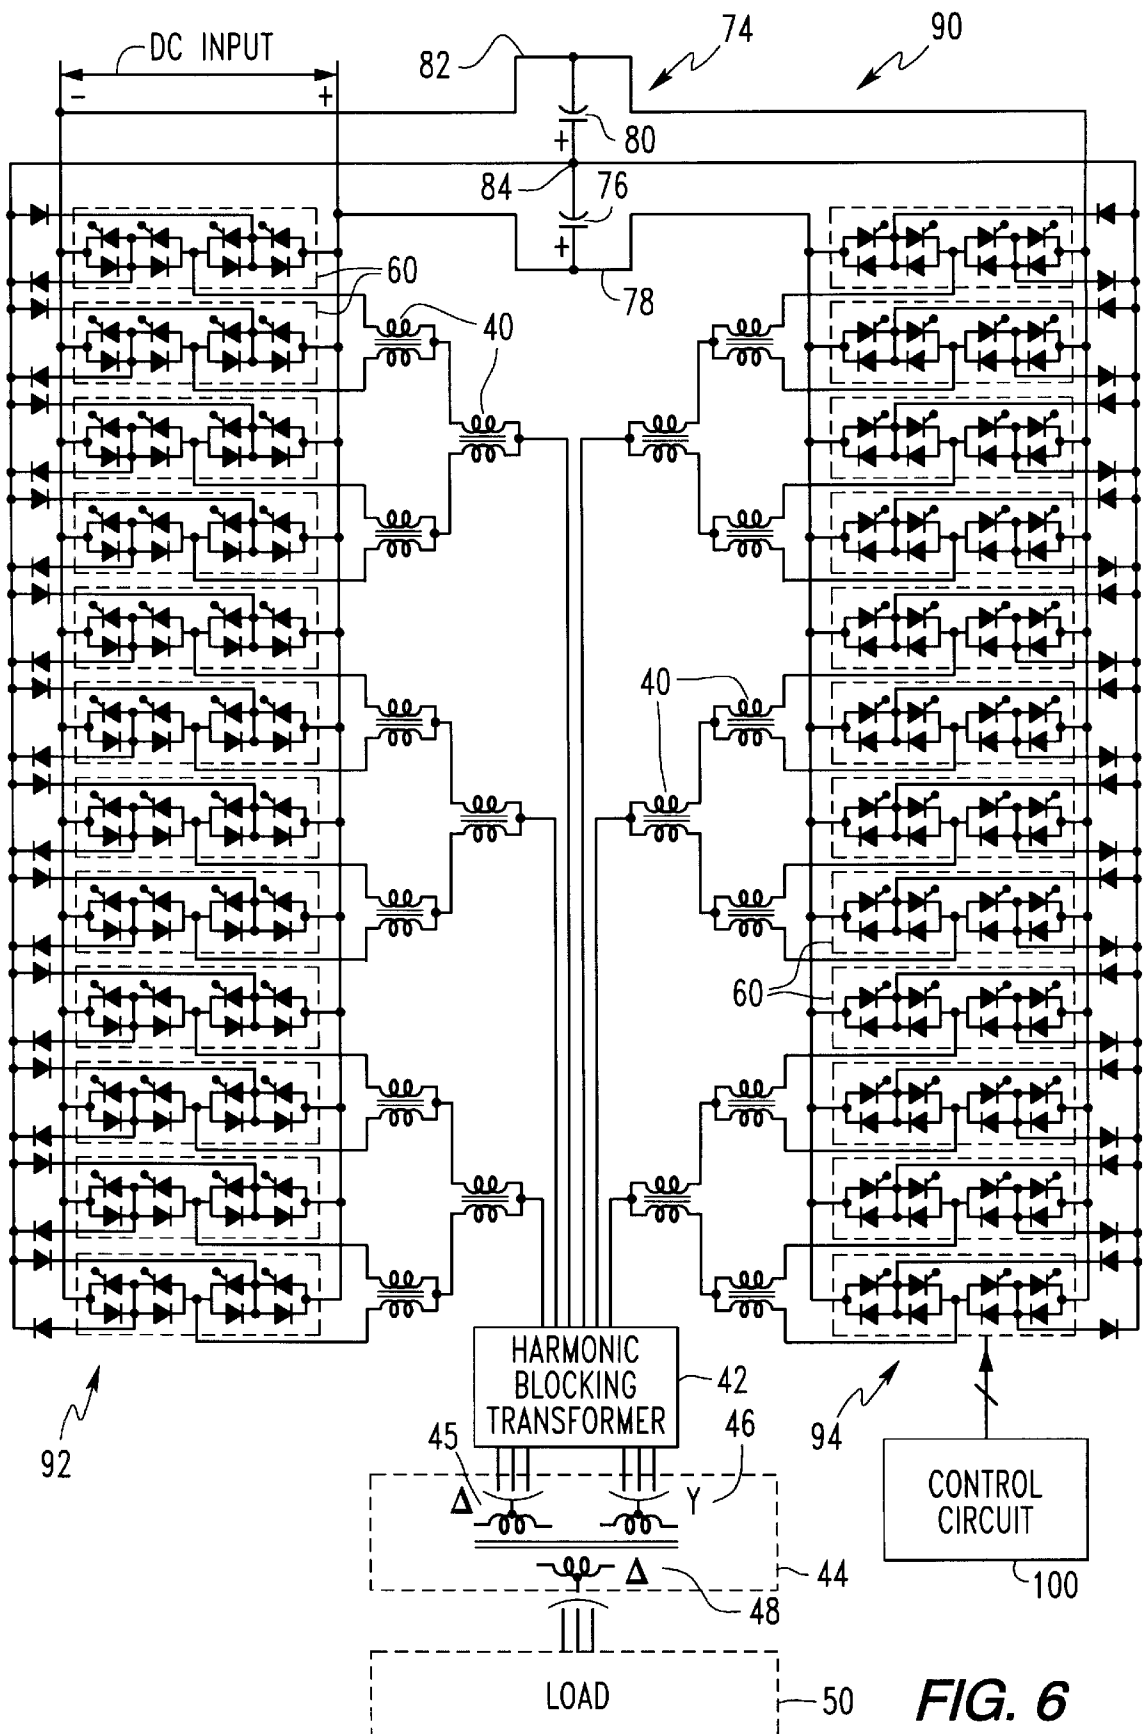 DC INPUT
82
74
90
-
+
+
80
84
76
+
78
60
40
40
40
60
HARMONIC
BLOCKING
TRANSFORMER
42
92
94
45
46
Δ
Y
CONTROL
CIRCUIT
100
Δ
44
48
LOAD
50
FIG. 6